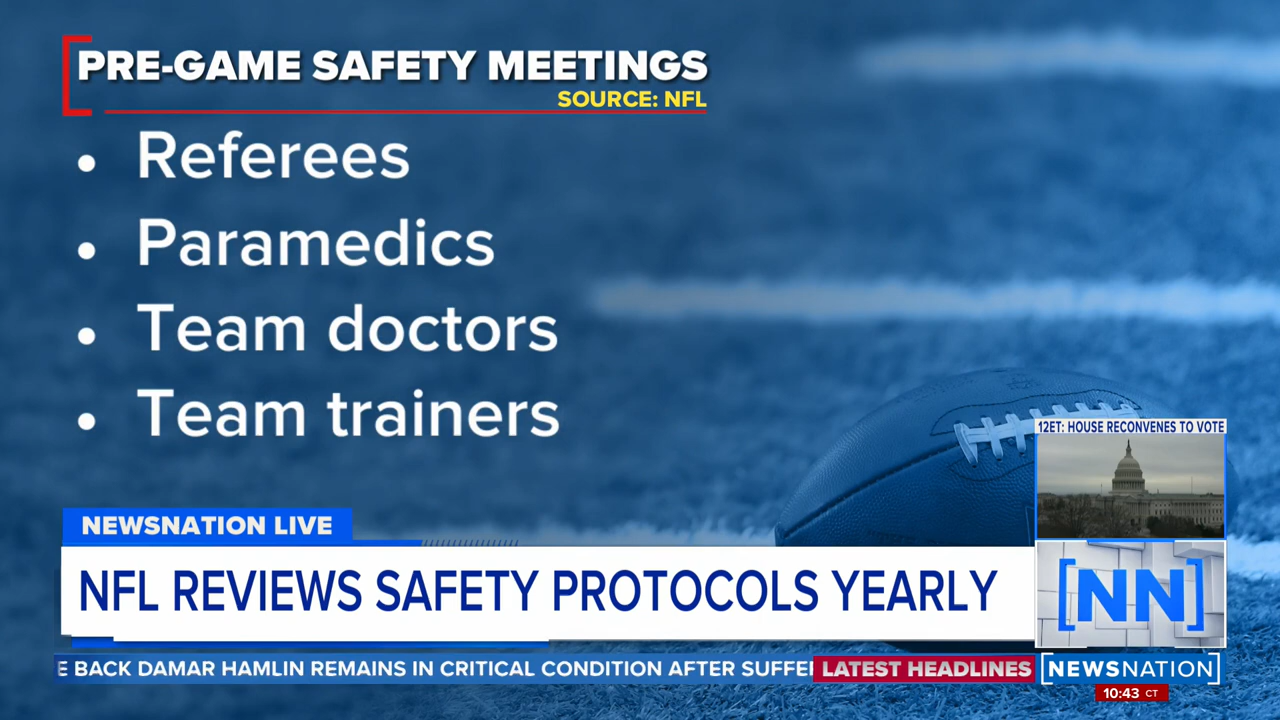 PRE-GAME SAFETY MEETINGS
SOURCE: NFL
• Referees
• Paramedics
• Team doctors
• Team trainers
12ET: HOUSE RECONVENES TO VOTE
NEWSNATION LIVE
NFL REVIEWS SAFETY PROTOCOLS YEARLY
[NN]
BACK DAMAR HAMLIN REMAINS IN CRITICAL CONDITION AFTER
LATEST HEADLINES
[NEWSNATION]
10:43 CT